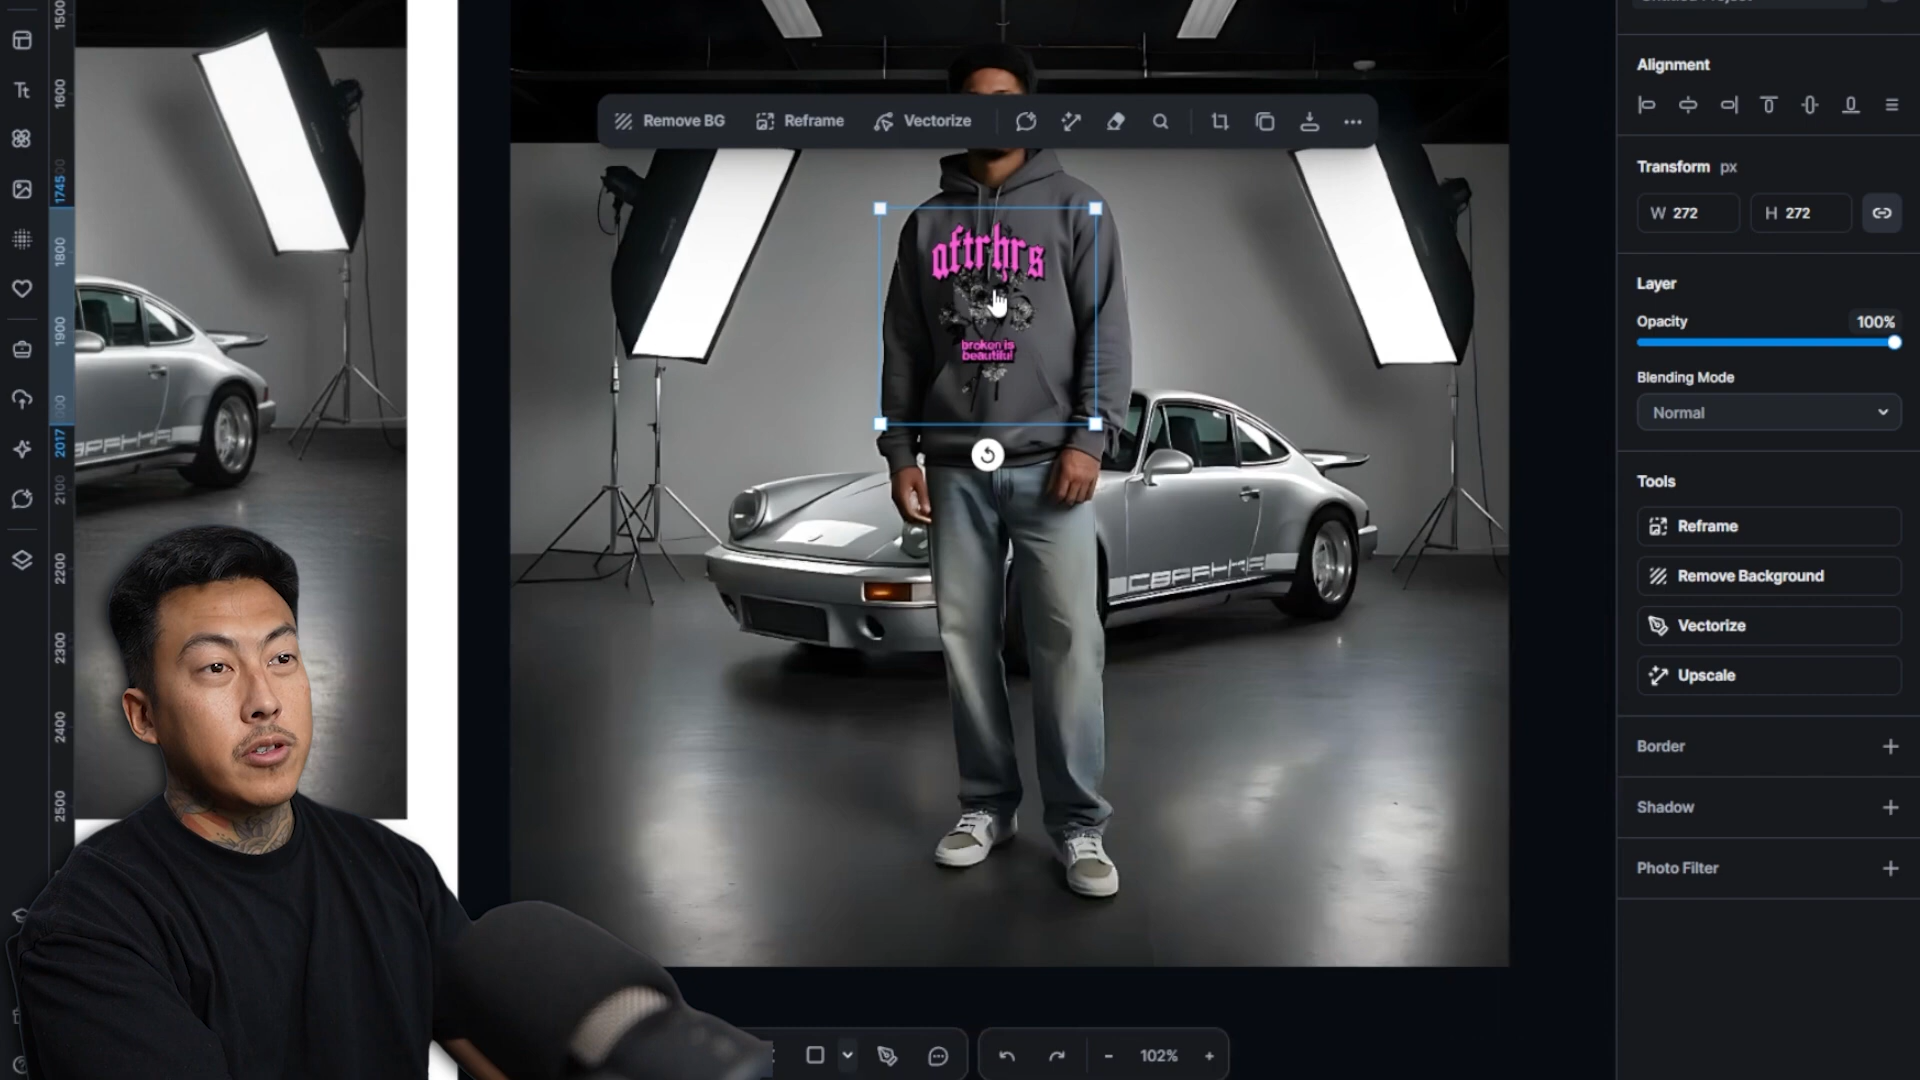 Alignment
Transform px
W 272
H 272
Layer
Opacity
100%
Blending Mode
Normal
Tools
Reframe
Remove Background
Vectorize
Upscale
Border
Shadow
Photo Filter
Remove BG
Reframe
Vectorize
aftrhrs
broken is
beautiful
Tt
1500
1600
1745
1800
1900
2017
2100
2200
2300
2400
2500
102%